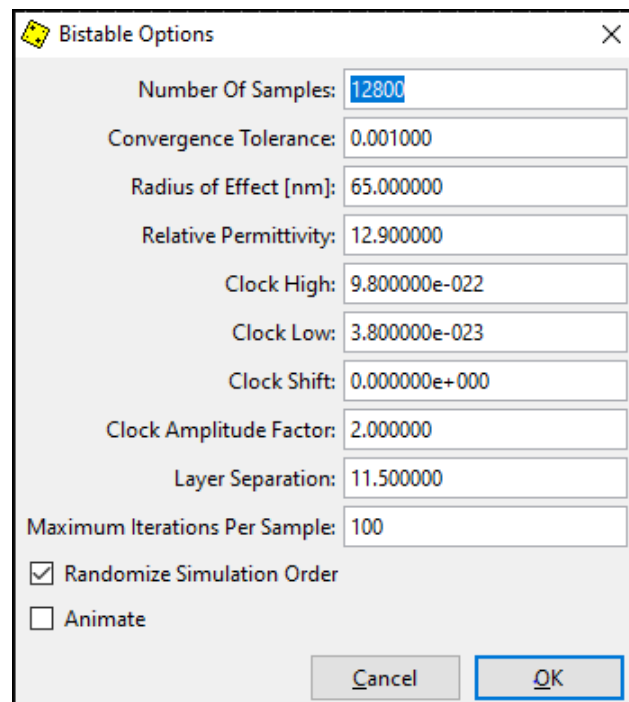 Bistable Options
Number Of Samples: 12800
Convergence Tolerance: 0.001000
Radius of Effect [nm]: 65.000000
Relative Permittivity: 12.900000
Clock High: 9.800000e-022
Clock Low: 3.800000e-023
Clock Shift: 0.000000e+000
Clock Amplitude Factor: 2.000000
Layer Separation: 11.500000
Maximum Iterations Per Sample: 100
Randomize Simulation Order
Animate
Cancel OK